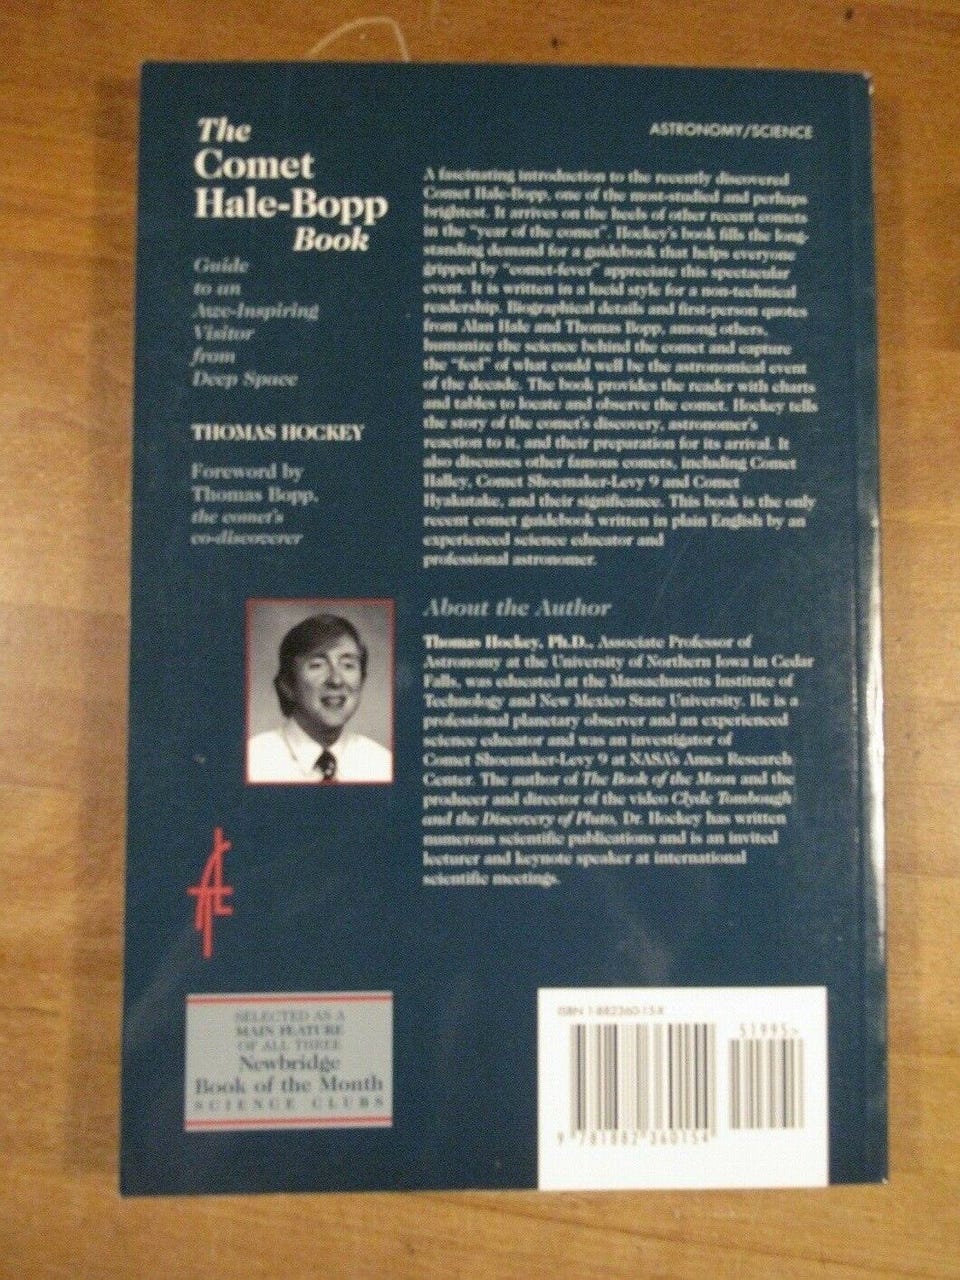 The
Comet
Hale-Bopp
Book
Guide
to an
Awe-Inspiring
Visitor
from
Deep Space
THOMAS HOCKEY
Foreword by
Thomas Bopp,
the comet's
co-discoverer
ASTRONOMY/SCIENCE
A fascinating introduction to the recently discovered
Comet Hale-Bopp, one of the most-studied and perhaps
brightest. It arrives on the heels of other recent comets
in the "year of the comet". Hockey's book fills the long-
standing demand for a guidebook that helps everyone
gripped by "comet-fever" appreciate this spectacular
event. It is written in a lucid style for a non-technical
readership. Biographical details and first-person quotes
from Alan Hale and Thomas Bopp, among others,
humanize the science behind the comet and capture
the "feel" of what could well be the astronomical event
of the decade. The book provides the reader with charts
and tables to locate and observe the comet. Hockey tells
the story of the comet's discovery, astronomer's
reaction to it, and their preparation for its arrival. It
also discusses other famous comets, including Comet
Halley, Comet Shoemaker-Levy 9 and Comet
Hyakutake, and their significance. This book is the only
recent comet guidebook written in plain English by an
experienced science educator and
professional astronomer.
About the Author
Thomas Hockey, Ph.D., Associate Professor of
Astronomy at the University of Northern Iowa in Cedar
Falls, was educated at the Massachusetts Institute of
Technology and New Mexico State University. He is a
professional planetary observer and an experienced
science educator and was an investigator of
Comet Shoemaker-Levy 9 at NASA's Ames Research
Center. The author of The Book of the Moon and the
producer and director of the video Clyde Tombaugh
and the Discovery of Pluto, Dr. Hockey has written
numerous scientific publications and is an invited
lecturer and keynote speaker at international
scientific meetings.
SELECTED AS A
MAIN FEATURE
OF ALL THREE
Newbridge
Book of the Month
SCIENCE CLUBS
ISBN 1-882360-15-X
51995>
9 781882 360154